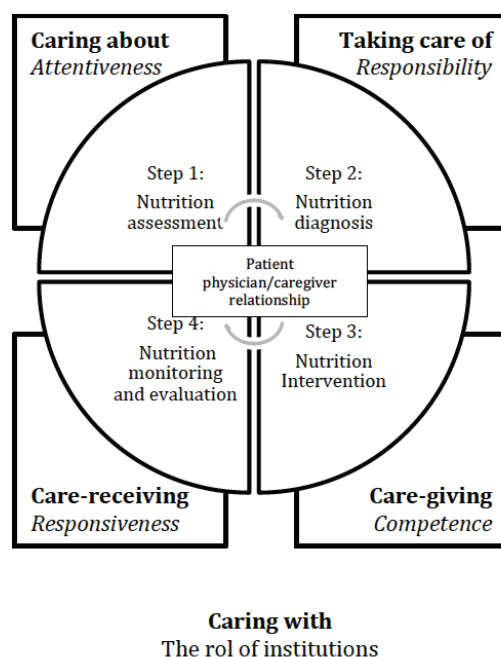 Caring about
Attentiveness
Taking care of
Responsibility
Step 1:
Nutrition
assessment
Step 2:
Nutrition
diagnosis
Patient
physician/caregiver
relationship
Step 4:
Nutrition
monitoring
and evaluation
Step 3:
Nutrition
Intervention
Care-receiving
Responsiveness
Care-giving
Competence
Caring with
The rol of institutions